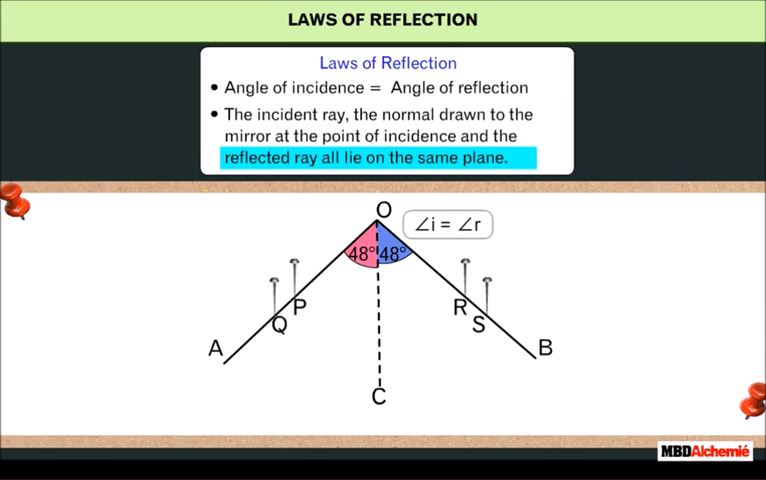 LAWS OF REFLECTION
Laws of Reflection
• Angle of incidence = Angle of reflection
• The incident ray, the normal drawn to the
mirror at the point of incidence and the
reflected ray all lie on the same plane.
O
∠i = ∠r
48° 48°
P
R
Q
S
A
B
C
MBDAlchemié